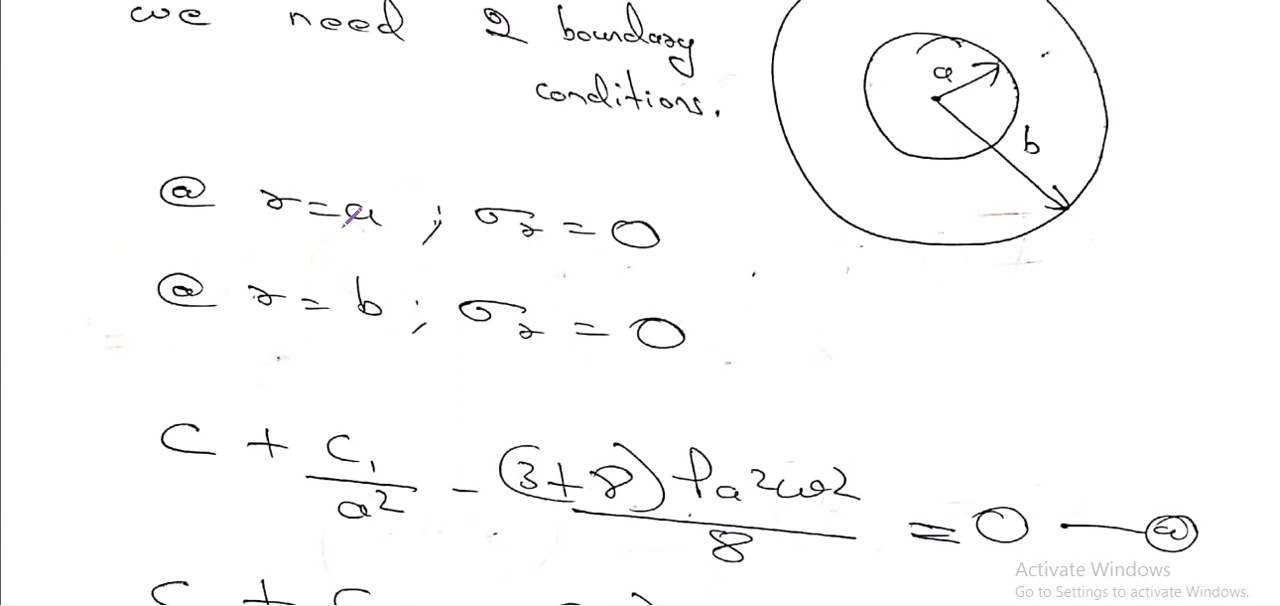 we need 2 boundary
conditions.
a
b
@ r=a ; σr = 0
@ r = b ; σr = 0
C + C₁/a² - (3+γ) ρa²ω²/8 = 0 — ⓐ
C + C
Activate Windows
Go to Settings to activate Windows.